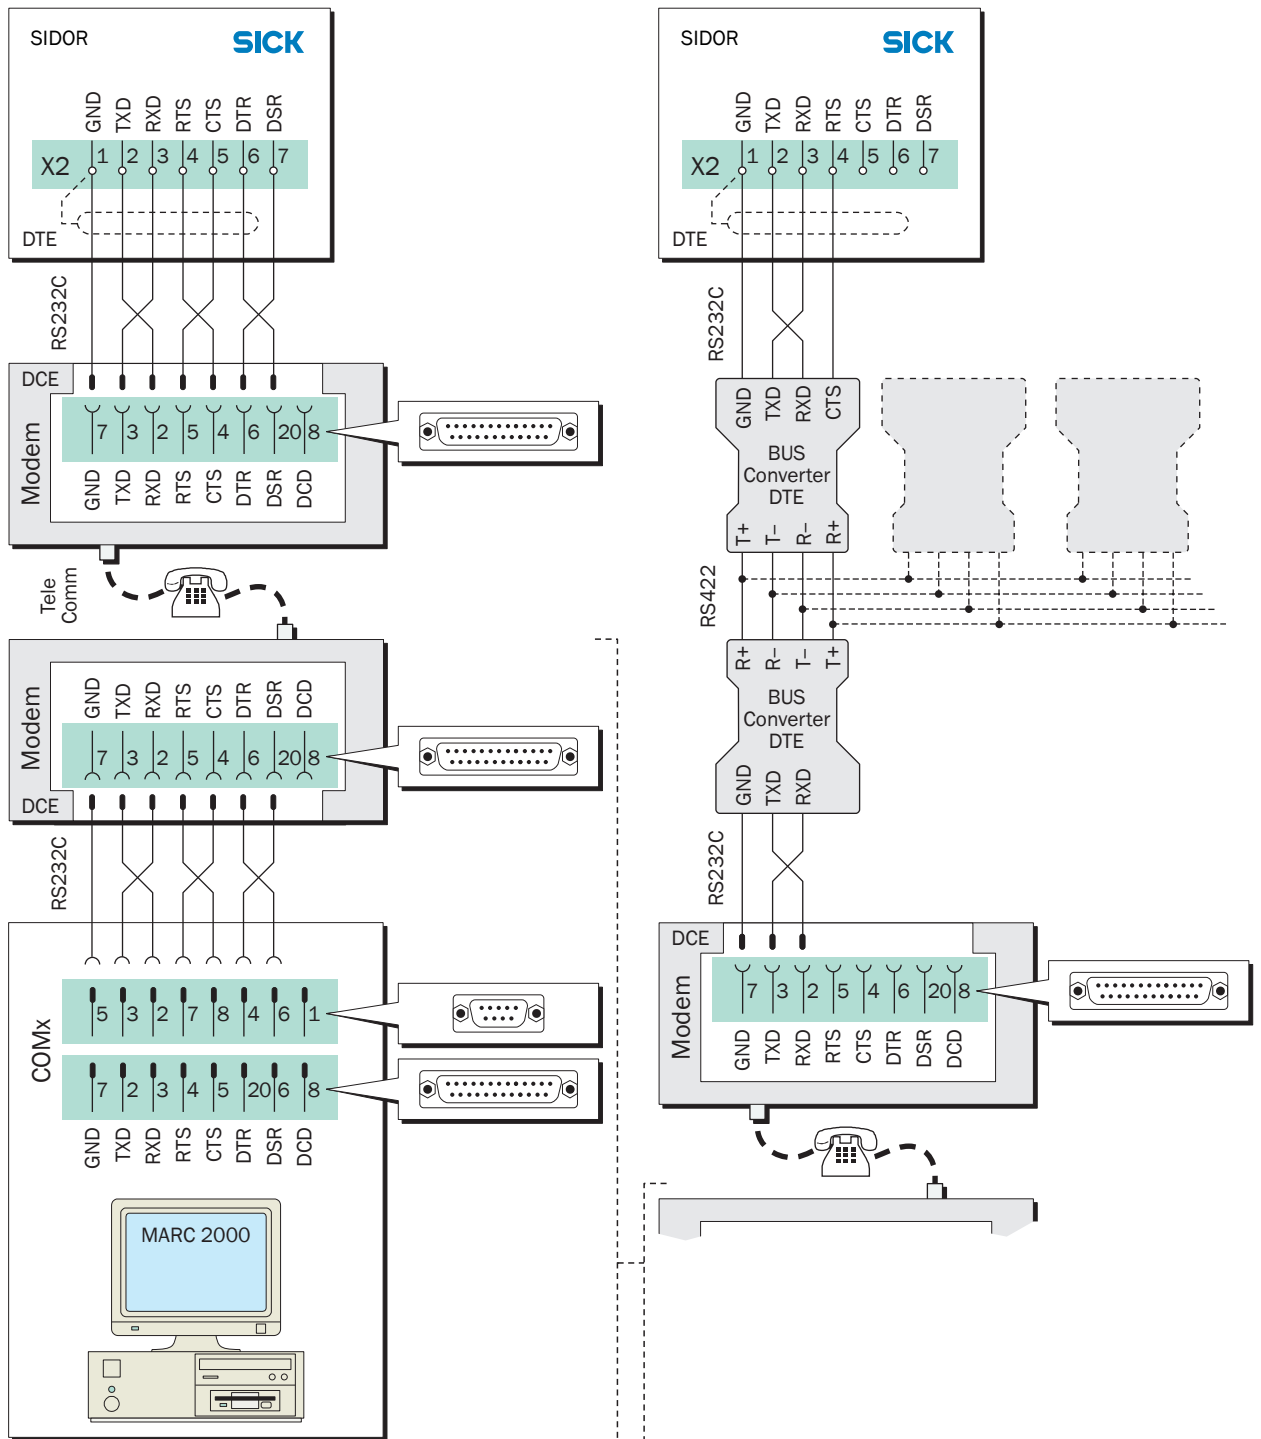 SIDOR SICK
GND TXD RXD RTS CTS DTR DSR
X2 1 2 3 4 5 6 7
DTE
RS232C
DCE
Modem
7 3 2 5 4 6 20 8
GND TXD RXD RTS CTS DTR DSR DCD
Tele
Comm
Modem
GND TXD RXD RTS CTS DTR DSR DCD
7 3 2 5 4 6 20 8
DCE
RS232C
COMx
5 3 2 7 8 4 6 1
7 2 3 4 5 20 6 8
GND TXD RXD RTS CTS DTR DSR DCD
MARC 2000
SIDOR SICK
GND TXD RXD RTS CTS DTR DSR
X2 1 2 3 4 5 6 7
DTE
RS232C
GND TXD RXD CTS
BUS
Converter
DTE
T+ T– R– R+
RS422
R+ R– T– T+
BUS
Converter
DTE
GND TXD RXD
RS232C
DCE
Modem
7 3 2 5 4 6 20 8
GND TXD RXD RTS CTS DTR DSR DCD